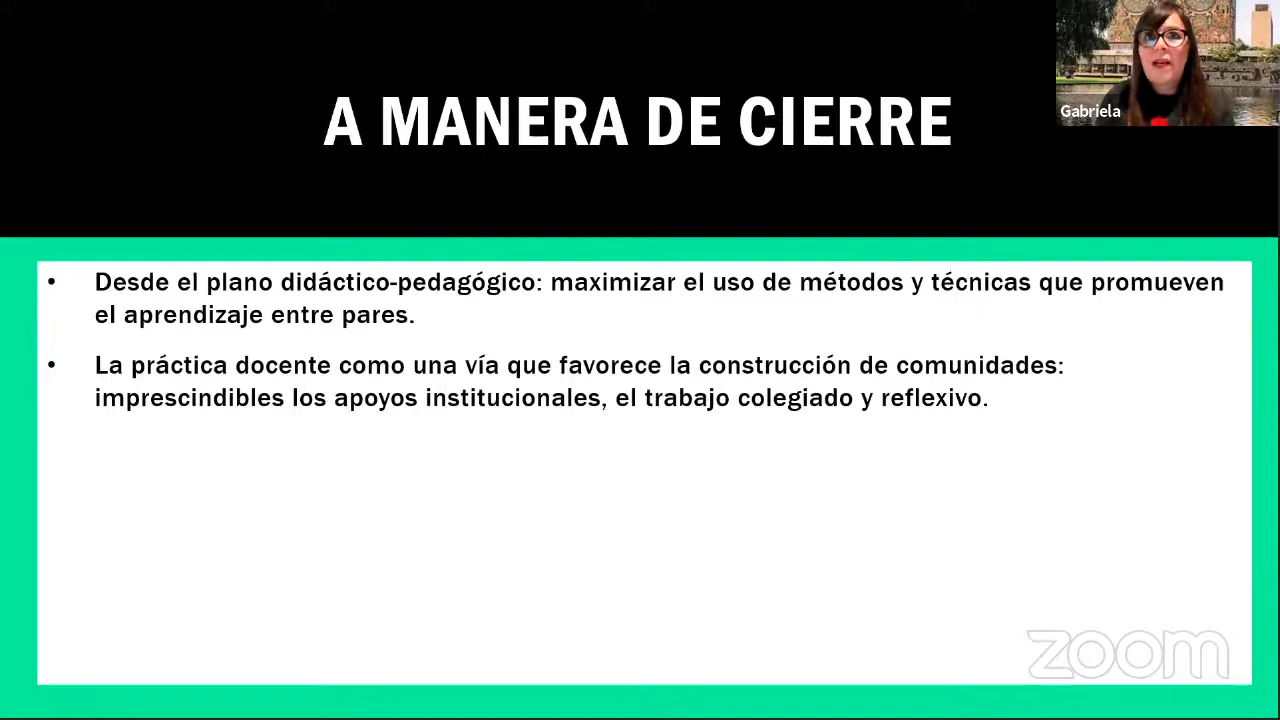 A MANERA DE CIERRE
Gabriela
• Desde el plano didáctico-pedagógico: maximizar el uso de métodos y técnicas que promueven
el aprendizaje entre pares.
• La práctica docente como una vía que favorece la construcción de comunidades:
imprescindibles los apoyos institucionales, el trabajo colegiado y reflexivo.
zoom